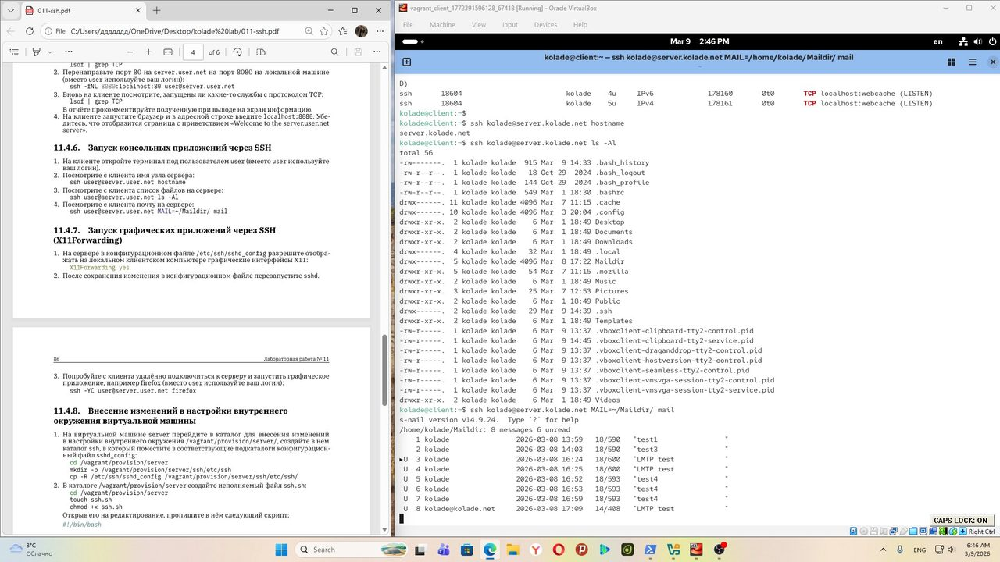 011-ssh.pdf
File C:/Users/ддддддд/OneDrive/Desktop/kolade%20lab/011-ssh.pdf
4 of 6
lsof | grep TCP
2. Перенаправьте порт 80 на server.user.net на порт 8080 на локальной машине
(вместо user используйте ваш логин):
ssh -fNL 8080:localhost:80 user@server.user.net
3. Вновь на клиенте посмотрите, запущены ли какие-то службы с протоколом TCP:
lsof | grep TCP
В отчёте прокомментируйте полученную при выводе на экран информацию.
4. На клиенте запустите браузер и в адресной строке введите localhost:8080. Убе-
дитесь, что отобразится страница с приветствием «Welcome to the server.user.net
server».
11.4.6. Запуск консольных приложений через SSH
1. На клиенте откройте терминал под пользователем user (вместо user используйте
ваш логин).
2. Посмотрите с клиента имя узла сервера:
ssh user@server.user.net hostname
3. Посмотрите с клиента список файлов на сервере:
ssh user@server.user.net ls -Al
4. Посмотрите с клиента почту на сервере:
ssh user@server.user.net MAIL=~/Maildir/ mail
11.4.7. Запуск графических приложений через SSH
(X11Forwarding)
1. На сервере в конфигурационном файле /etc/ssh/sshd_config разрешите отобра-
жать на локальном клиентском компьютере графические интерфейсы X11:
X11Forwarding yes
2. После сохранения изменения в конфигурационном файле перезапустите sshd.
86 Лабораторная работа № 11
3. Попробуйте с клиента удалённо подключиться к серверу и запустить графическое
приложение, например firefox (вместо user используйте ваш логин):
ssh -YC user@server.user.net firefox
11.4.8. Внесение изменений в настройки внутреннего
окружения виртуальной машины
1. На виртуальной машине server перейдите в каталог для внесения изменений
в настройки внутреннего окружения /vagrant/provision/server/, создайте в нём
каталог ssh, в который поместите в соответствующие подкаталоги конфигурацион-
ный файл sshd_config:
cd /vagrant/provision/server
mkdir -p /vagrant/provision/server/ssh/etc/ssh
cp -R /etc/ssh/sshd_config /vagrant/provision/server/ssh/etc/ssh/
2. В каталоге /vagrant/provision/server создайте исполняемый файл ssh.sh:
cd /vagrant/provision/server
touch ssh.sh
chmod +x ssh.sh
Открыв его на редактирование, пропишите в нём следующий скрипт:
#!/bin/bash
vagrant_client_1772391596128_67418 [Running] - Oracle VirtualBox
File Machine View Input Devices Help
Mar 9 2:46 PM
en
kolade@client:~ — ssh kolade@server.kolade.net MAIL=/home/kolade/Maildir/ mail
D)
ssh 18604 kolade 4u IPv6 178160 0t0 TCP localhost:webcache (LISTEN)
ssh 18604 kolade 5u IPv4 178161 0t0 TCP localhost:webcache (LISTEN)
kolade@client:~$
kolade@client:~$ ssh kolade@server.kolade.net hostname
server.kolade.net
kolade@client:~$ ssh kolade@server.kolade.net ls -Al
total 56
-rw-------. 1 kolade kolade 915 Mar 9 14:33 .bash_history
-rw-r--r--. 1 kolade kolade 18 Oct 29 2024 .bash_logout
-rw-r--r--. 1 kolade kolade 144 Oct 29 2024 .bash_profile
-rw-r--r--. 1 kolade kolade 549 Mar 1 18:30 .bashrc
drwx------. 11 kolade kolade 4096 Mar 7 11:15 .cache
drwx------. 10 kolade kolade 4096 Mar 3 20:04 .config
drwxr-xr-x. 2 kolade kolade 6 Mar 1 18:49 Desktop
drwxr-xr-x. 2 kolade kolade 6 Mar 1 18:49 Documents
drwxr-xr-x. 2 kolade kolade 6 Mar 1 18:49 Downloads
drwx------. 4 kolade kolade 32 Mar 1 18:49 .local
drwx------. 5 kolade kolade 4096 Mar 8 17:22 Maildir
drwxr-xr-x. 5 kolade kolade 54 Mar 7 11:15 .mozilla
drwxr-xr-x. 2 kolade kolade 6 Mar 1 18:49 Music
drwxr-xr-x. 3 kolade kolade 25 Mar 7 12:53 Pictures
drwxr-xr-x. 2 kolade kolade 6 Mar 1 18:49 Public
drwx------. 2 kolade kolade 29 Mar 9 14:39 .ssh
drwxr-xr-x. 2 kolade kolade 6 Mar 1 18:49 Templates
-rw-r-----. 1 kolade kolade 6 Mar 9 13:37 .vboxclient-clipboard-tty2-control.pid
-rw-r-----. 1 kolade kolade 6 Mar 9 14:45 .vboxclient-clipboard-tty2-service.pid
-rw-r-----. 1 kolade kolade 6 Mar 9 13:37 .vboxclient-draganddrop-tty2-control.pid
-rw-r-----. 1 kolade kolade 6 Mar 9 13:37 .vboxclient-hostversion-tty2-control.pid
-rw-r-----. 1 kolade kolade 6 Mar 9 13:37 .vboxclient-seamless-tty2-control.pid
-rw-r-----. 1 kolade kolade 6 Mar 9 13:37 .vboxclient-vmsvga-session-tty2-control.pid
-rw-r-----. 1 kolade kolade 6 Mar 9 13:37 .vboxclient-vmsvga-session-tty2-service.pid
drwxr-xr-x. 2 kolade kolade 6 Mar 1 18:49 Videos
kolade@client:~$ ssh kolade@server.kolade.net MAIL=~/Maildir/ mail
s-nail version v14.9.24. Type `?' for help
/home/kolade/Maildir: 8 messages 6 unread
1 kolade 2026-03-08 13:59 18/590 "test1 "
2 kolade 2026-03-08 14:03 18/590 "test3 "
▸U 3 kolade 2026-03-08 16:24 18/600 "LMTP test "
U 4 kolade 2026-03-08 16:25 18/600 "LMTP test "
U 5 kolade 2026-03-08 16:52 18/593 "test4 "
U 6 kolade 2026-03-08 16:53 18/593 "test4 "
U 7 kolade 2026-03-08 16:59 18/593 "test4 "
U 8 kolade@kolade.net 2026-03-08 17:09 14/408 "LMTP test "
CAPS LOCK: ON
Right Ctrl
3°C
Облачно
Search
ENG
6:46 AM
3/9/2026